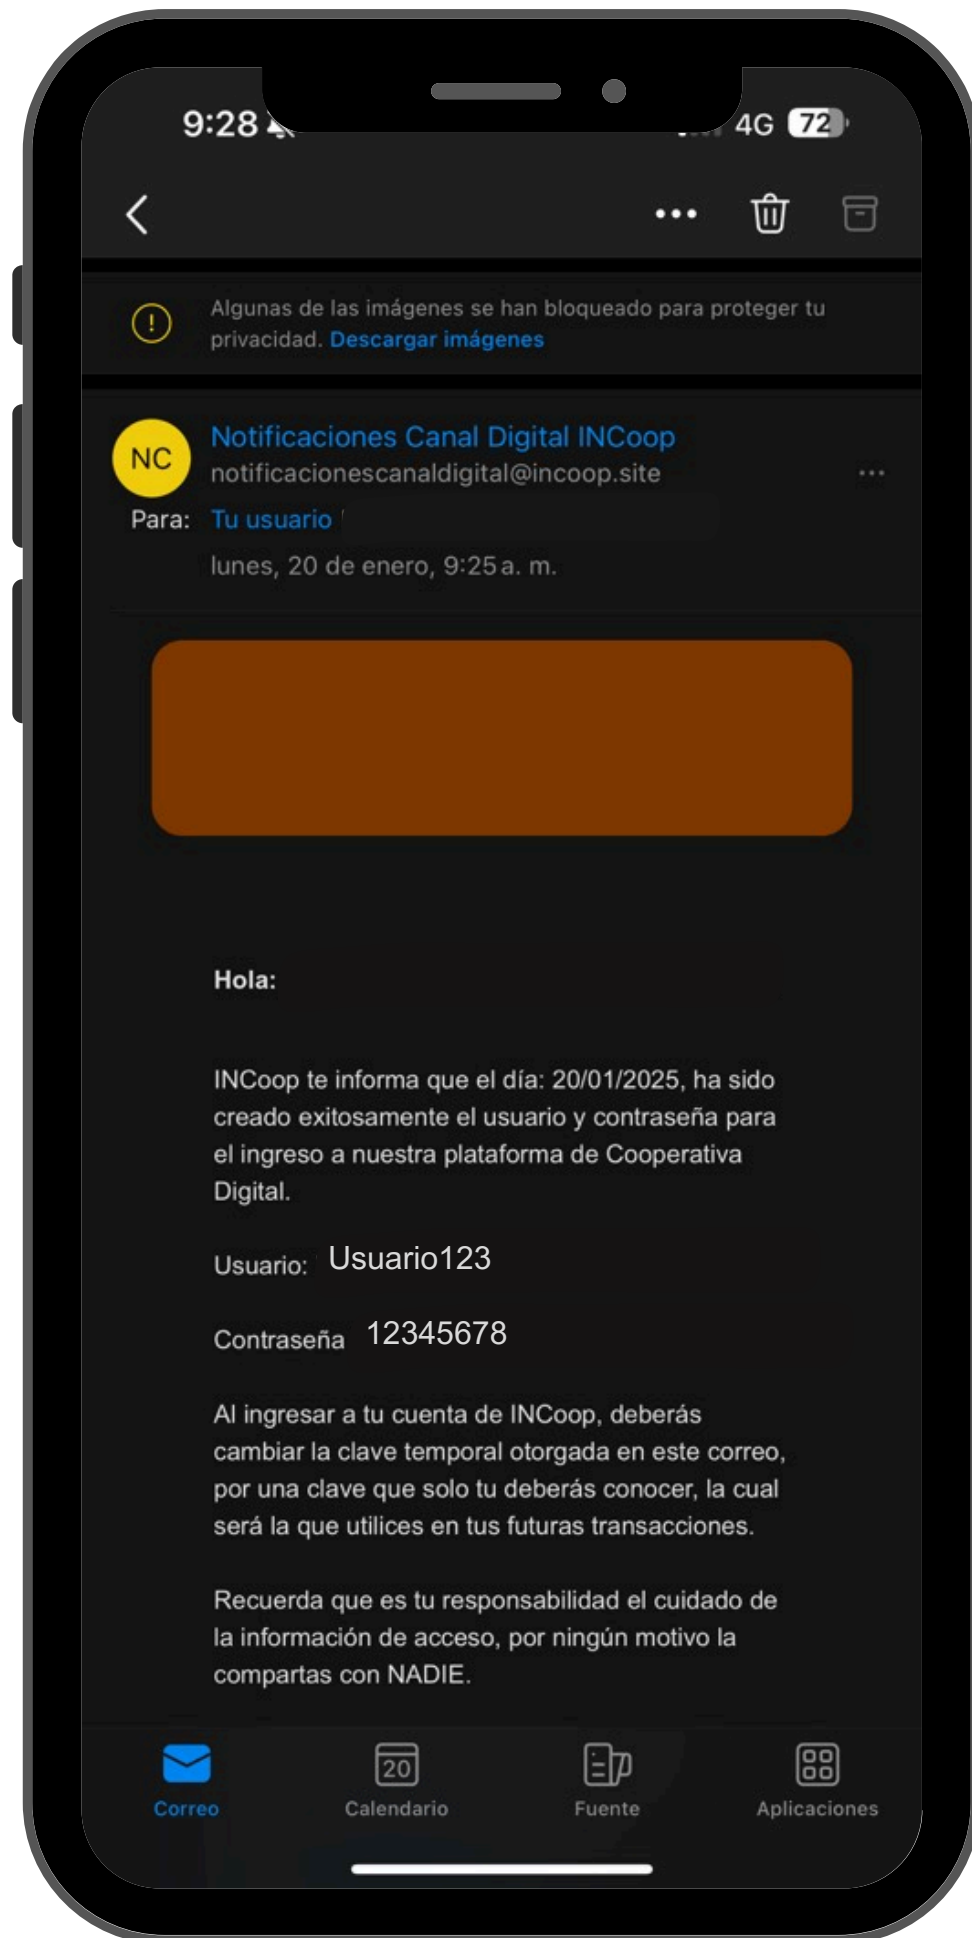 9:28
4G 72
Algunas de las imágenes se han bloqueado para proteger tu
privacidad. Descargar imágenes
NC
Notificaciones Canal Digital INCoop
notificacionescanaldigital@incoop.site
Para: Tu usuario
lunes, 20 de enero, 9:25 a. m.
Hola:
INCoop te informa que el día: 20/01/2025, ha sido
creado exitosamente el usuario y contraseña para
el ingreso a nuestra plataforma de Cooperativa
Digital.
Usuario: Usuario123
Contraseña 12345678
Al ingresar a tu cuenta de INCoop, deberás
cambiar la clave temporal otorgada en este correo,
por una clave que solo tu deberás conocer, la cual
será la que utilices en tus futuras transacciones.
Recuerda que es tu responsabilidad el cuidado de
la información de acceso, por ningún motivo la
compartas con NADIE.
20
Correo Calendario Fuente Aplicaciones